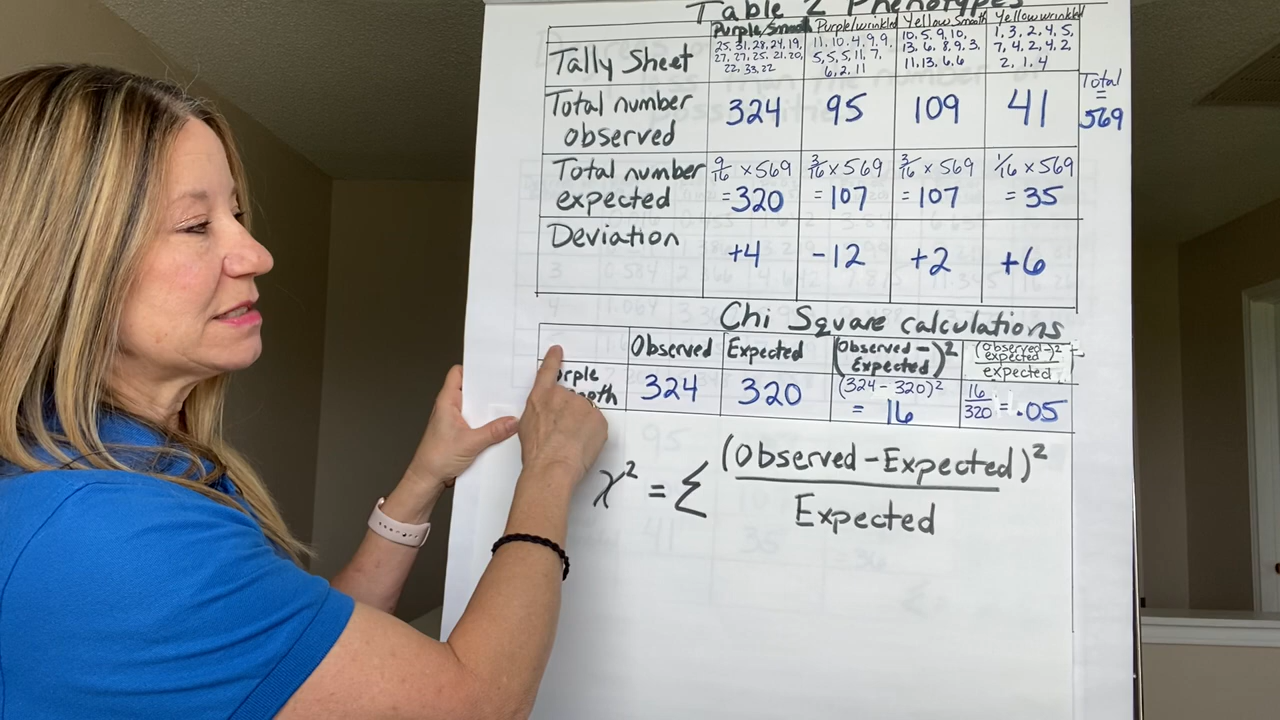 Table 2 Phenotypes
Purple/Smooth Purple/wrinkled Yellow Smooth Yellow wrinkled
Tally Sheet
25, 31, 28, 24, 19,
27, 27, 25, 21, 20,
22, 33, 22
11, 10, 4, 9, 9,
5, 5, 5, 11, 7,
6, 2, 11
10, 5, 9, 10,
13, 6, 8, 9, 3,
11, 13, 6, 6
1, 3, 2, 4, 5,
7, 4, 2, 4, 2,
2, 1, 4
Total number
observed
324 95 109 41
Total
=
569
Total number
expected
9/16 × 569
= 320
3/16 × 569
= 107
3/16 × 569
= 107
1/16 × 569
= 35
Deviation
+4 -12 +2 +6
Chi Square calculations
Observed Expected
(Observed -
Expected)²
(observed -
expected)²
expected
324 320
(324 - 320)²
= 16
16/320 = .05
χ² = Σ (Observed - Expected)²
Expected